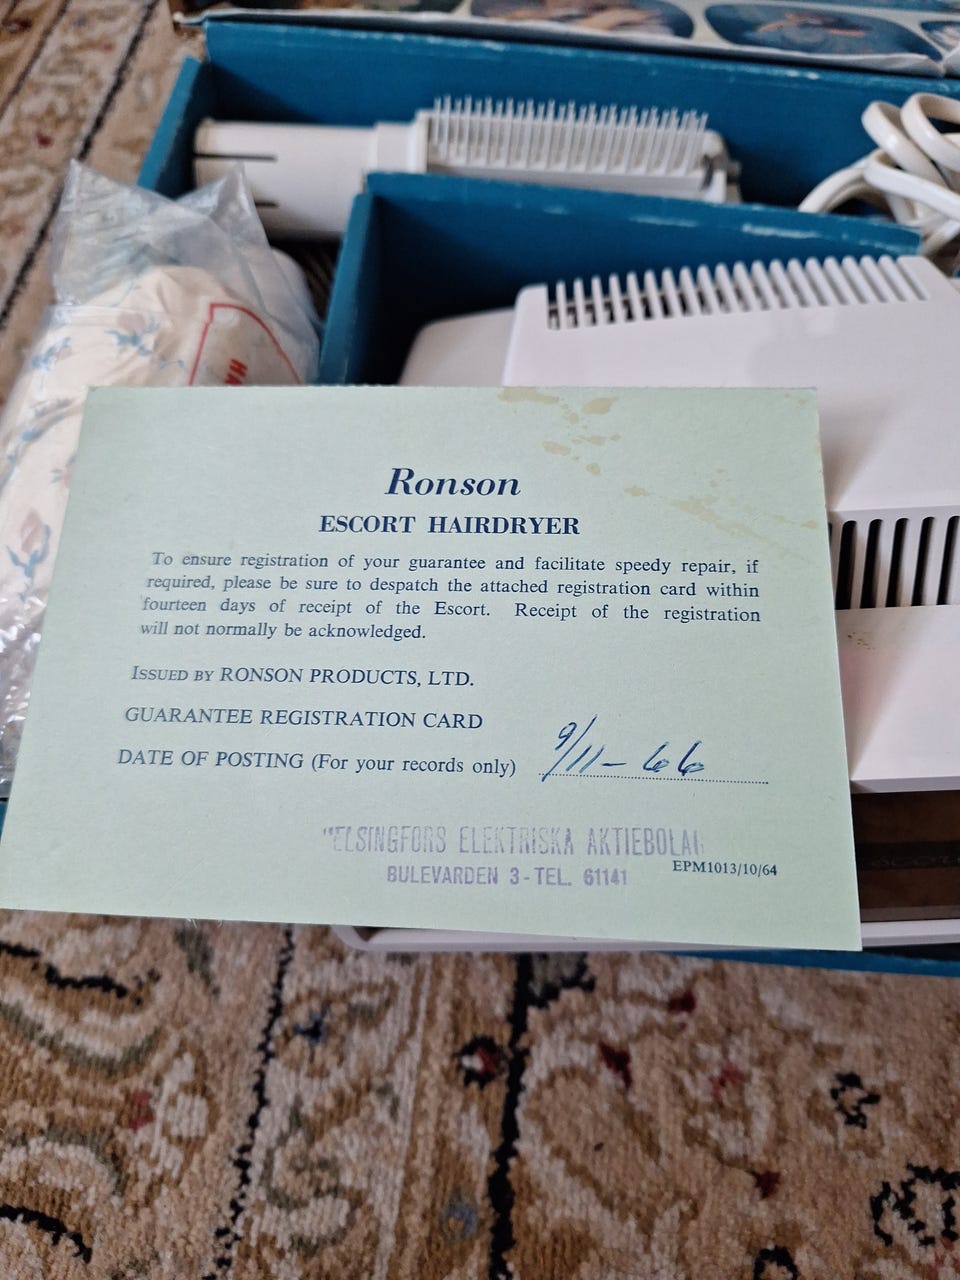 Ronson
ESCORT HAIRDRYER
To ensure registration of your guarantee and facilitate speedy repair, if
required, please be sure to despatch the attached registration card within
fourteen days of receipt of the Escort. Receipt of the registration
will not normally be acknowledged.
ISSUED BY RONSON PRODUCTS, LTD.
GUARANTEE REGISTRATION CARD
DATE OF POSTING (For your records only) 9/11-66
ELSINGFORS ELEKTRISKA AKTIEBOLA
BULEVARDEN 3 - TEL. 61141
EPM1013/10/64